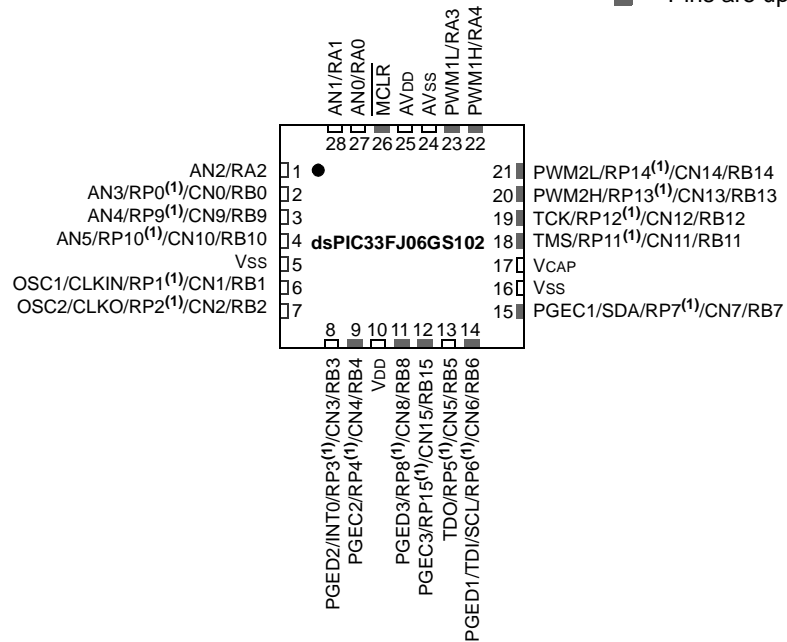 Pins are up
AN1/RA1
AN0/RA0
MCLR
AVDD
AVSS
PWM1L/RA3
PWM1H/RA4
28 27 26 25 24 23 22
AN2/RA2 1
AN3/RP0(1)/CN0/RB0 2
AN4/RP9(1)/CN9/RB9 3
AN5/RP10(1)/CN10/RB10 4
VSS 5
OSC1/CLKIN/RP1(1)/CN1/RB1 6
OSC2/CLKO/RP2(1)/CN2/RB2 7
dsPIC33FJ06GS102
21 PWM2L/RP14(1)/CN14/RB14
20 PWM2H/RP13(1)/CN13/RB13
19 TCK/RP12(1)/CN12/RB12
18 TMS/RP11(1)/CN11/RB11
17 VCAP
16 VSS
15 PGEC1/SDA/RP7(1)/CN7/RB7
8 9 10 11 12 13 14
PGED2/INT0/RP3(1)/CN3/RB3
PGEC2/RP4(1)/CN4/RB4
VDD
PGED3/RP8(1)/CN8/RB8
PGEC3/RP15(1)/CN15/RB15
TDO/RP5(1)/CN5/RB5
PGED1/TDI/SCL/RP6(1)/CN6/RB6